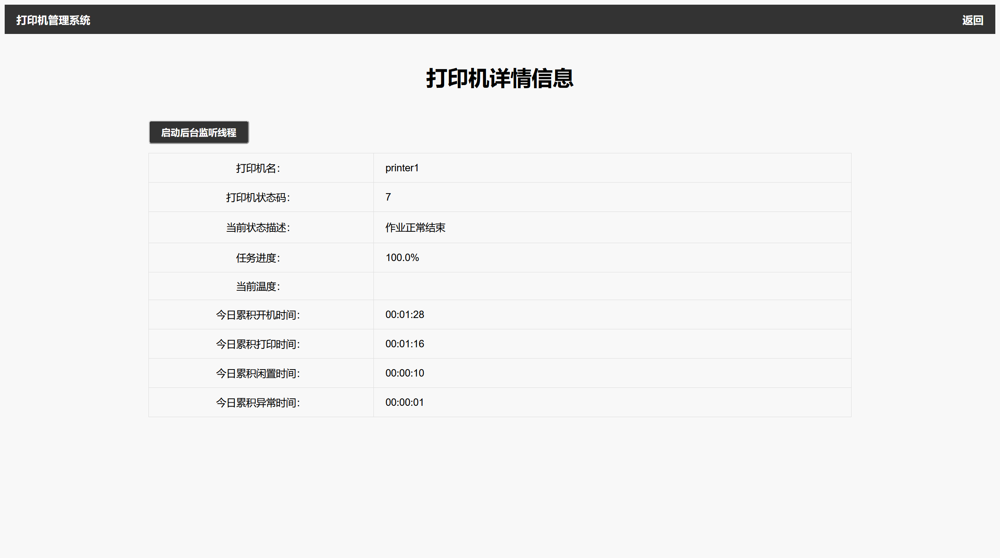 打印机管理系统 返回
打印机详情信息
启动后台监听线程
打印机名： printer1
打印机状态码： 7
当前状态描述： 作业正常结束
任务进度： 100.0%
当前温度：
今日累积开机时间： 00:01:28
今日累积打印时间： 00:01:16
今日累积闲置时间： 00:00:10
今日累积异常时间： 00:00:01